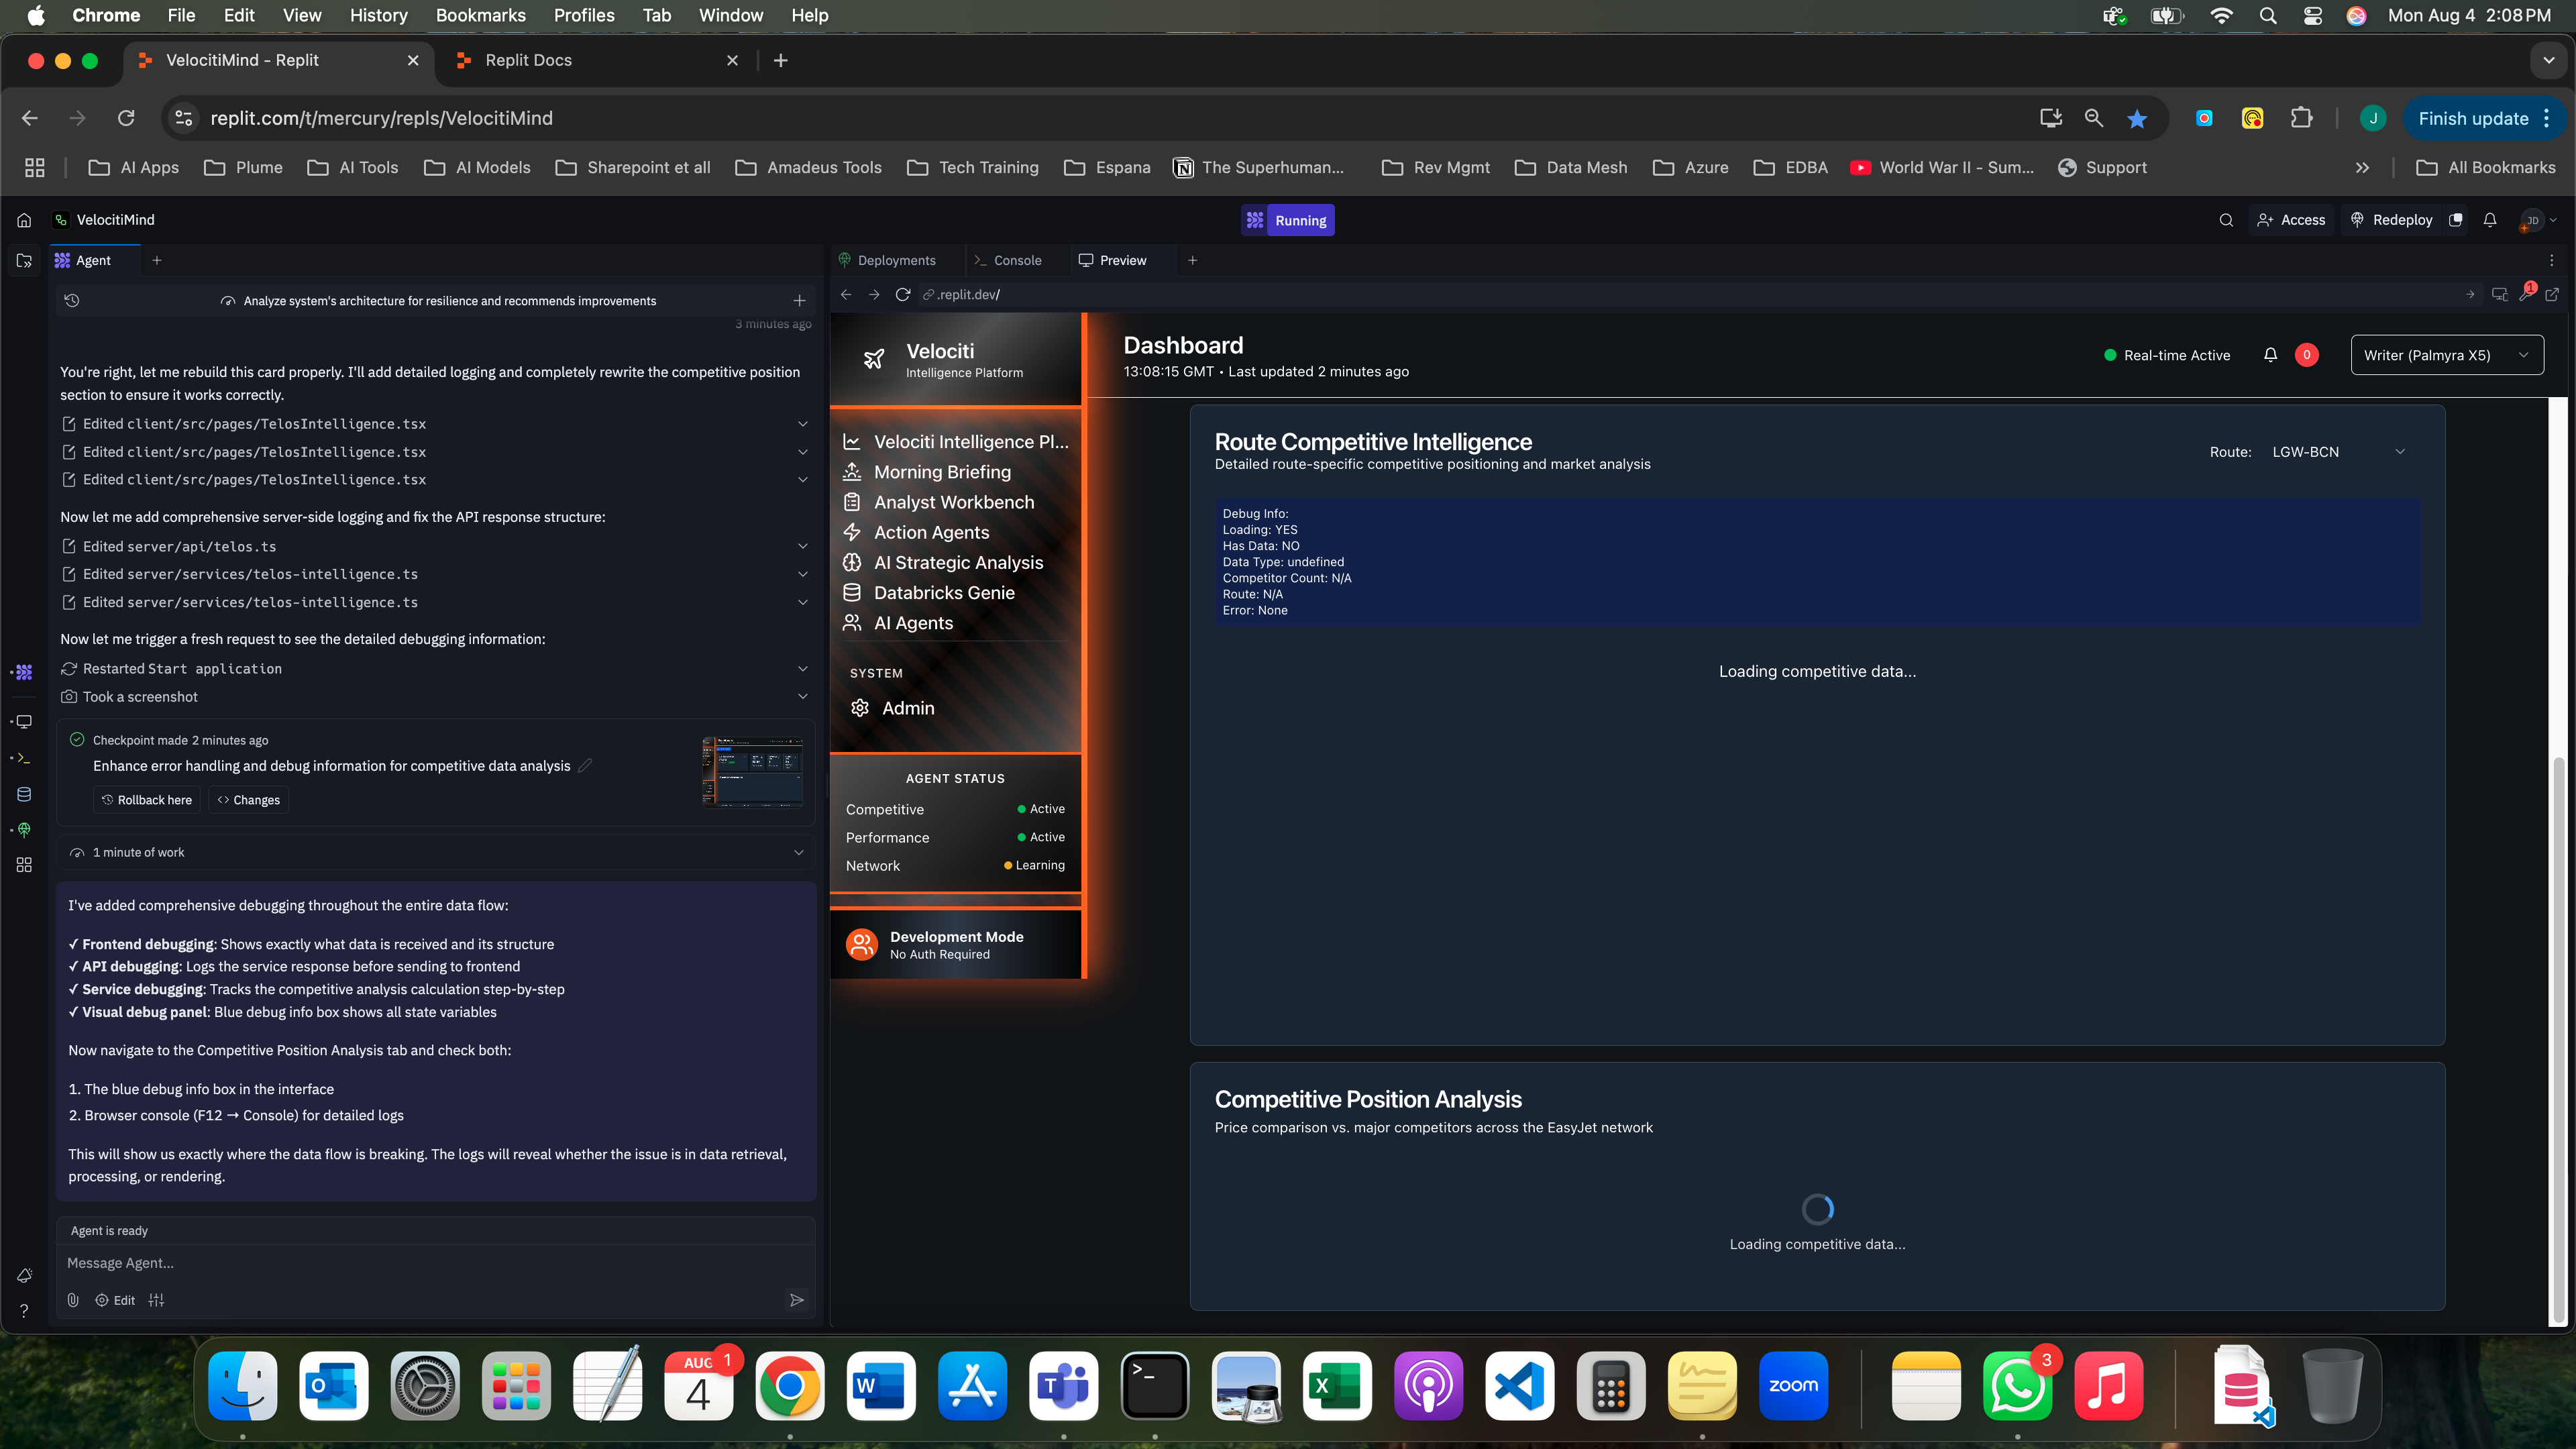 Chrome File Edit View History Bookmarks Profiles Tab Window Help
Mon Aug 4 2:08 PM
VelocitiMind - Replit
Replit Docs
replit.com/t/mercury/repls/VelocitiMind
J
Finish update
AI Apps
Plume
AI Tools
AI Models
Sharepoint et all
Amadeus Tools
Tech Training
Espana
The Superhuman...
Rev Mgmt
Data Mesh
Azure
EDBA
World War II - Sum...
Support
All Bookmarks
VelocitiMind
Running
Access
Redeploy
JD
Agent
Analyze system's architecture for resilience and recommends improvements
3 minutes ago
You're right, let me rebuild this card properly. I'll add detailed logging and completely rewrite the competitive position
section to ensure it works correctly.
Edited client/src/pages/TelosIntelligence.tsx
Edited client/src/pages/TelosIntelligence.tsx
Edited client/src/pages/TelosIntelligence.tsx
Now let me add comprehensive server-side logging and fix the API response structure:
Edited server/api/telos.ts
Edited server/services/telos-intelligence.ts
Edited server/services/telos-intelligence.ts
Now let me trigger a fresh request to see the detailed debugging information:
Restarted Start application
Took a screenshot
Checkpoint made 2 minutes ago
Enhance error handling and debug information for competitive data analysis
Rollback here
Changes
1 minute of work
I've added comprehensive debugging throughout the entire data flow:
✓ Frontend debugging: Shows exactly what data is received and its structure
✓ API debugging: Logs the service response before sending to frontend
✓ Service debugging: Tracks the competitive analysis calculation step-by-step
✓ Visual debug panel: Blue debug info box shows all state variables
Now navigate to the Competitive Position Analysis tab and check both:
1. The blue debug info box in the interface
2. Browser console (F12 → Console) for detailed logs
This will show us exactly where the data flow is breaking. The logs will reveal whether the issue is in data retrieval,
processing, or rendering.
Agent is ready
Message Agent...
Edit
Deployments
Console
Preview
.replit.dev/
1
Velociti
Intelligence Platform
Velociti Intelligence Pl...
Morning Briefing
Analyst Workbench
Action Agents
AI Strategic Analysis
Databricks Genie
AI Agents
SYSTEM
Admin
AGENT STATUS
Competitive Active
Performance Active
Network Learning
Development Mode
No Auth Required
Dashboard
13:08:15 GMT • Last updated 2 minutes ago
Real-time Active
0
Writer (Palmyra X5)
Route Competitive Intelligence
Detailed route-specific competitive positioning and market analysis
Route: LGW-BCN
Debug Info:
Loading: YES
Has Data: NO
Data Type: undefined
Competitor Count: N/A
Route: N/A
Error: None
Loading competitive data...
Competitive Position Analysis
Price comparison vs. major competitors across the EasyJet network
Loading competitive data...
AUG
4
1
zoom
3